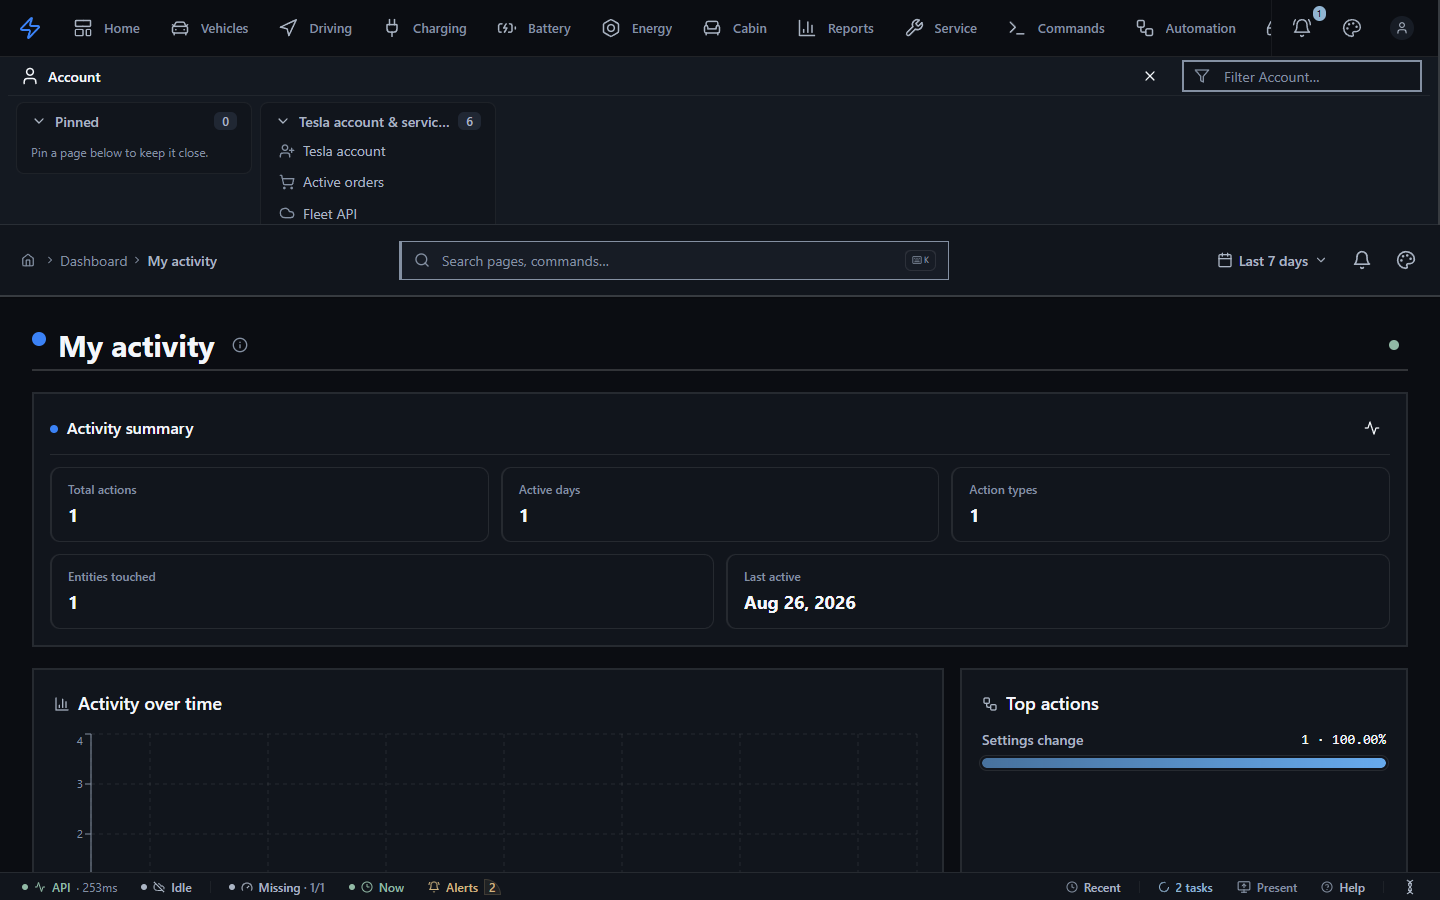 Home Vehicles Driving Charging Battery Energy Cabin Reports Service Commands Automation 1
Account Filter Account...
Pinned 0
Pin a page below to keep it close.
Tesla account & servic... 6
Tesla account
Active orders
Fleet API
Dashboard My activity Search pages, commands... K Last 7 days
My activity
Activity summary
Total actions
1
Active days
1
Action types
1
Entities touched
1
Last active
Aug 26, 2026
Activity over time
4
3
2
Top actions
Settings change 1 · 100.00%
API · 253ms Idle Missing · 1/1 Now Alerts 2 Recent 2 tasks Present Help